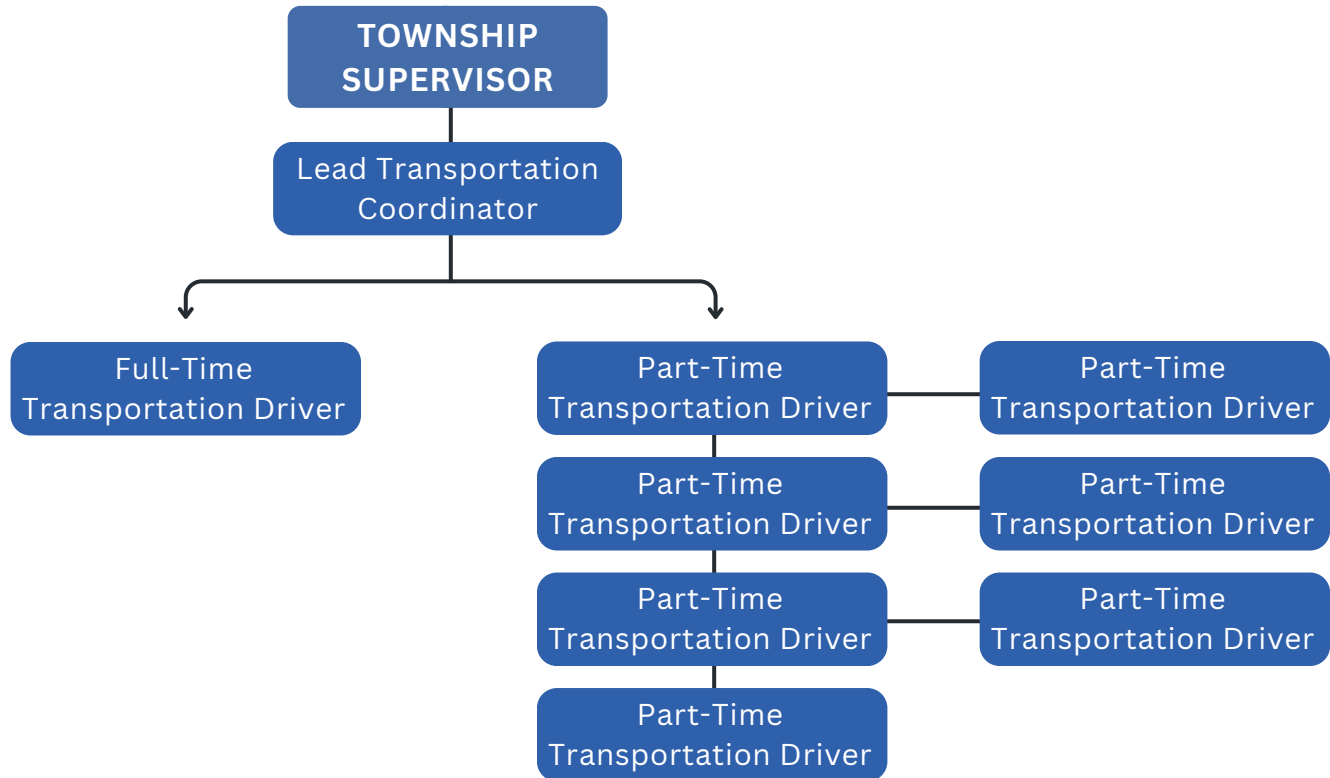 TOWNSHIP
SUPERVISOR
Lead Transportation
Coordinator
Full-Time
Transportation Driver
Part-Time
Transportation Driver
Part-Time
Transportation Driver
Part-Time
Transportation Driver
Part-Time
Transportation Driver
Part-Time
Transportation Driver
Part-Time
Transportation Driver
Part-Time
Transportation Driver